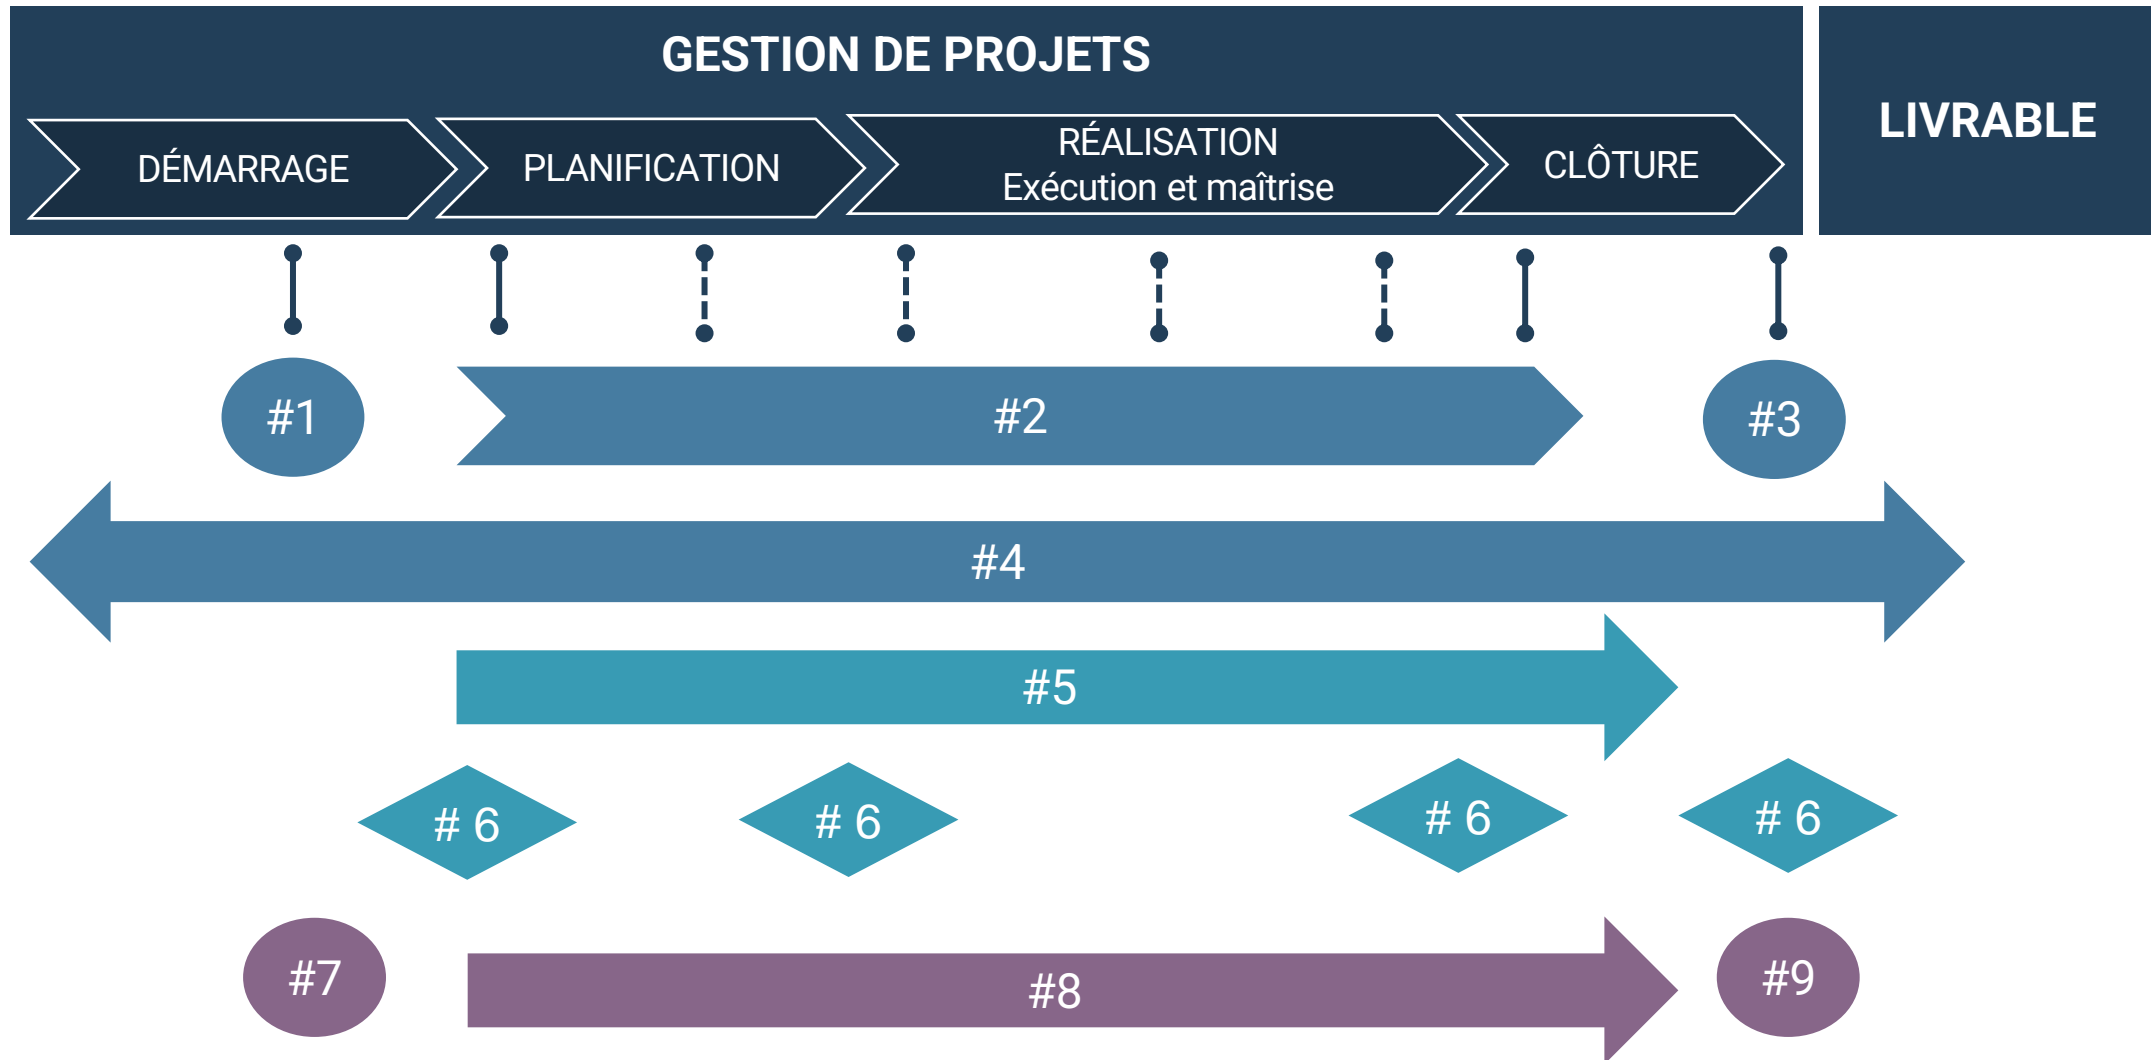 GESTION DE PROJETS
LIVRABLE
DÉMARRAGE
PLANIFICATION
RÉALISATION
Exécution et maîtrise
CLÔTURE
#1
#2
#3
#4
#5
# 6
# 6
# 6
# 6
#7
#8
#9